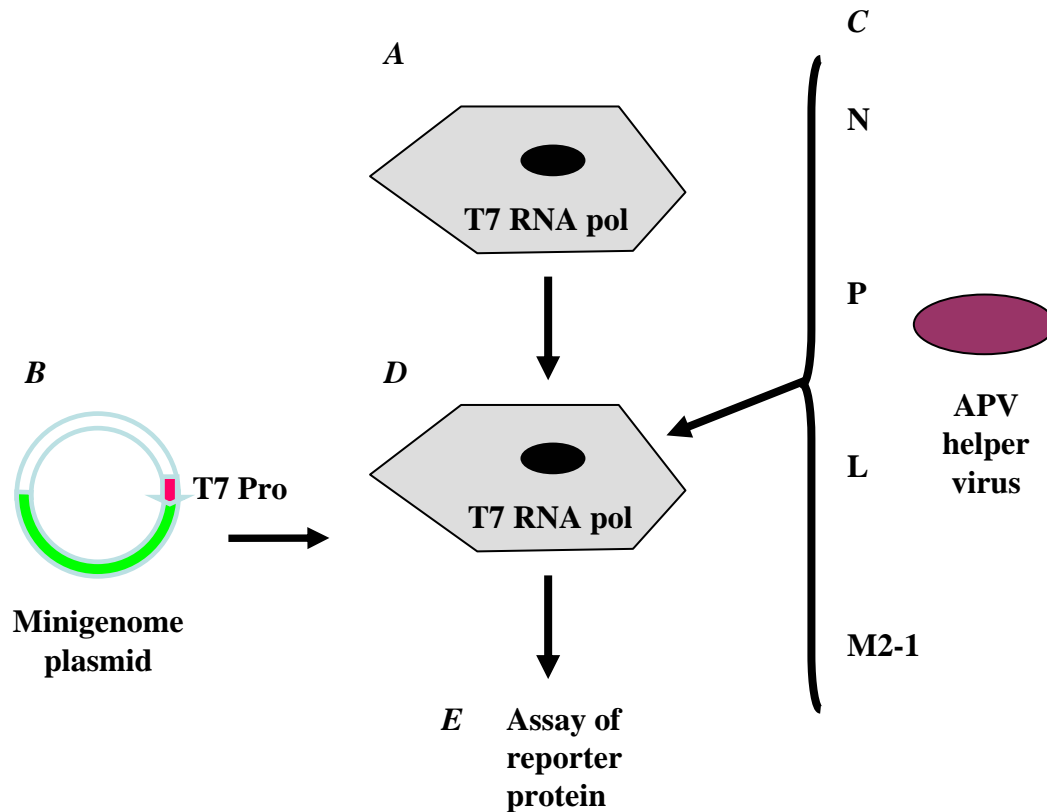 A
T7 RNA pol
B
T7 Pro
Minigenome
plasmid
C
N
P
L
M2-1
APV
helper
virus
D
T7 RNA pol
E
Assay of
reporter
protein